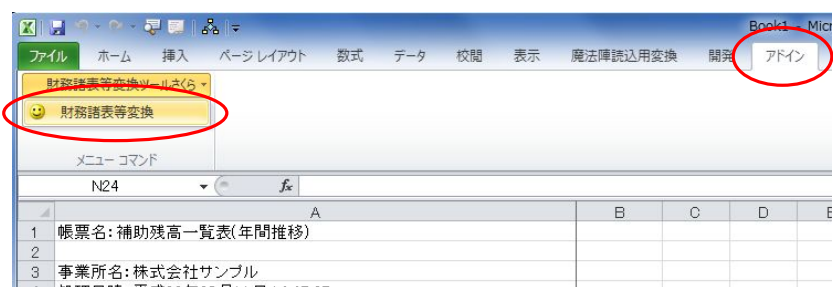 Book1 - Micr
ファイル ホーム 挿入 ページ レイアウト 数式 データ 校閲 表示 魔法陣読込用変換 開発 アドイン
財務諸表等変換ツールさくら
財務諸表等変換
メニュー コマンド
N24 fx
A B C D E
1 帳票名:補助残高一覧表(年間推移)
2
3 事業所名:株式会社サンプル